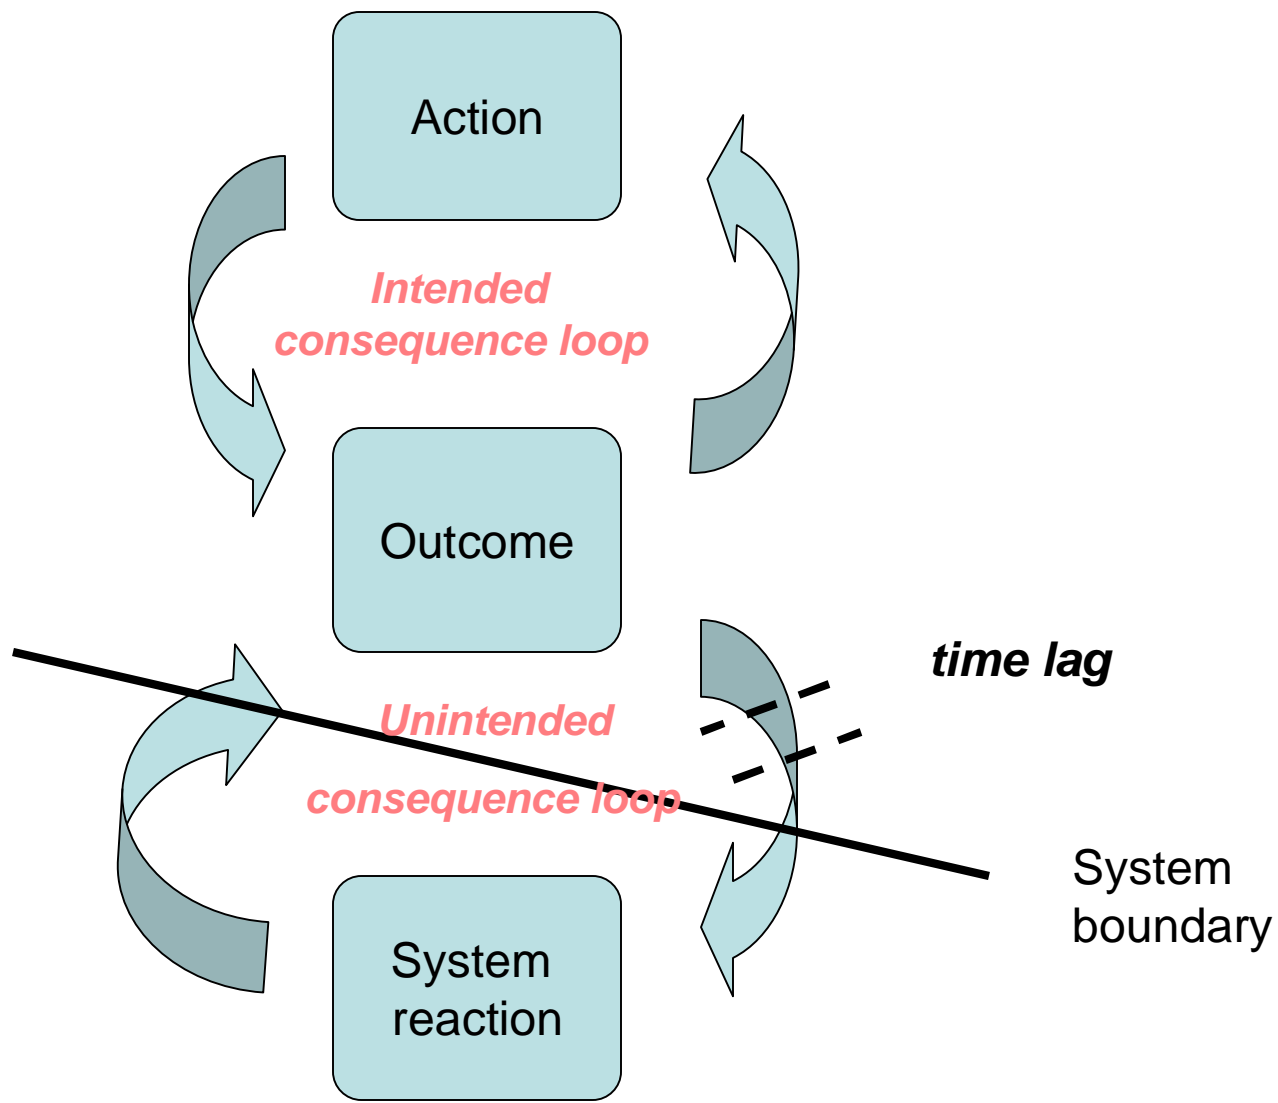 Action
Intended
consequence loop
Outcome
time lag
Unintended
consequence loop
System
boundary
System
reaction